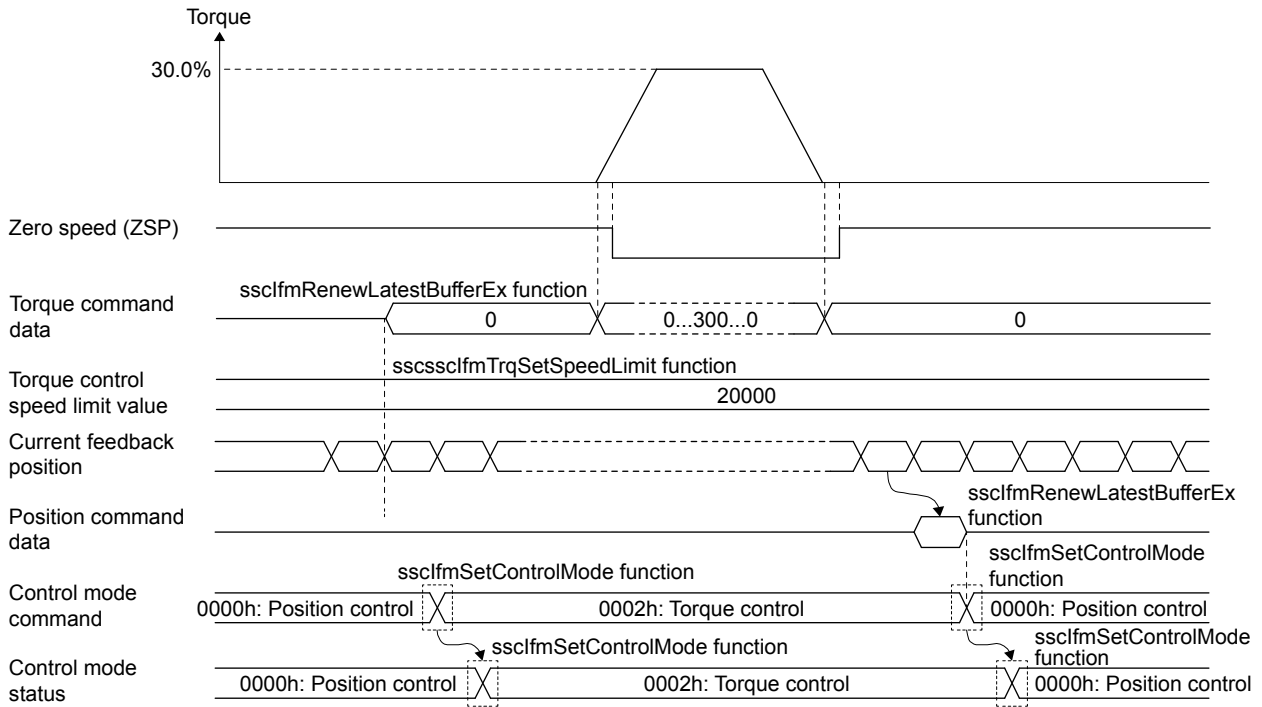 Torque
30.0%
Zero speed (ZSP)
sscIfmRenewLatestBufferEx function
Torque command
data
0
0...300...0
0
sscsscIfmTrqSetSpeedLimit function
Torque control
speed limit value
20000
Current feedback
position
sscIfmRenewLatestBufferEx
function
Position command
data
sscIfmSetControlMode function
sscIfmSetControlMode
function
Control mode
command
0000h: Position control
0002h: Torque control
0000h: Position control
sscIfmSetControlMode function
sscIfmSetControlMode
function
Control mode
status
0000h: Position control
0002h: Torque control
0000h: Position control